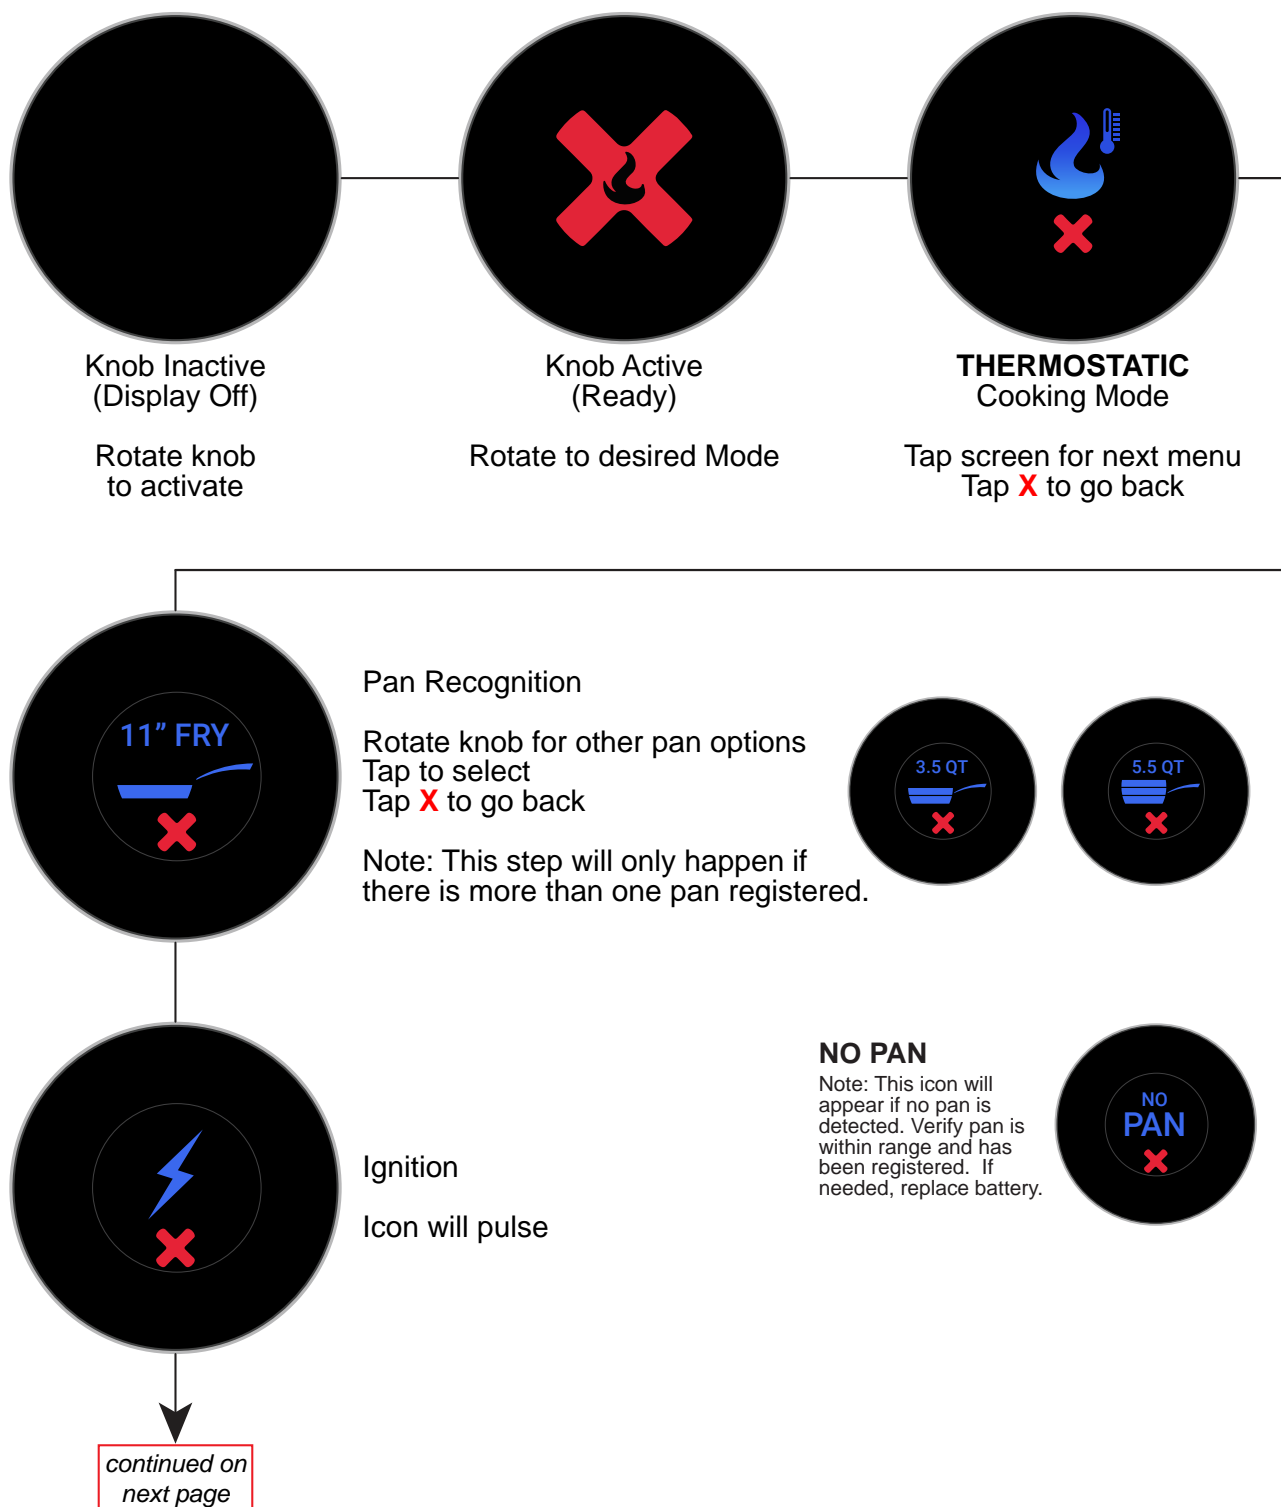 Knob Inactive
(Display Off)
Rotate knob
to activate
Knob Active
(Ready)
Rotate to desired Mode
THERMOSTATIC
Cooking Mode
Tap screen for next menu
Tap X to go back
11” FRY
Pan Recognition
Rotate knob for other pan options
Tap to select
Tap X to go back
Note: This step will only happen if
there is more than one pan registered.
3.5 QT
5.5 QT
Ignition
Icon will pulse
NO PAN
Note: This icon will
appear if no pan is
detected. Verify pan is
within range and has
been registered.  If
needed, replace battery.
NO
PAN
continued on
next page